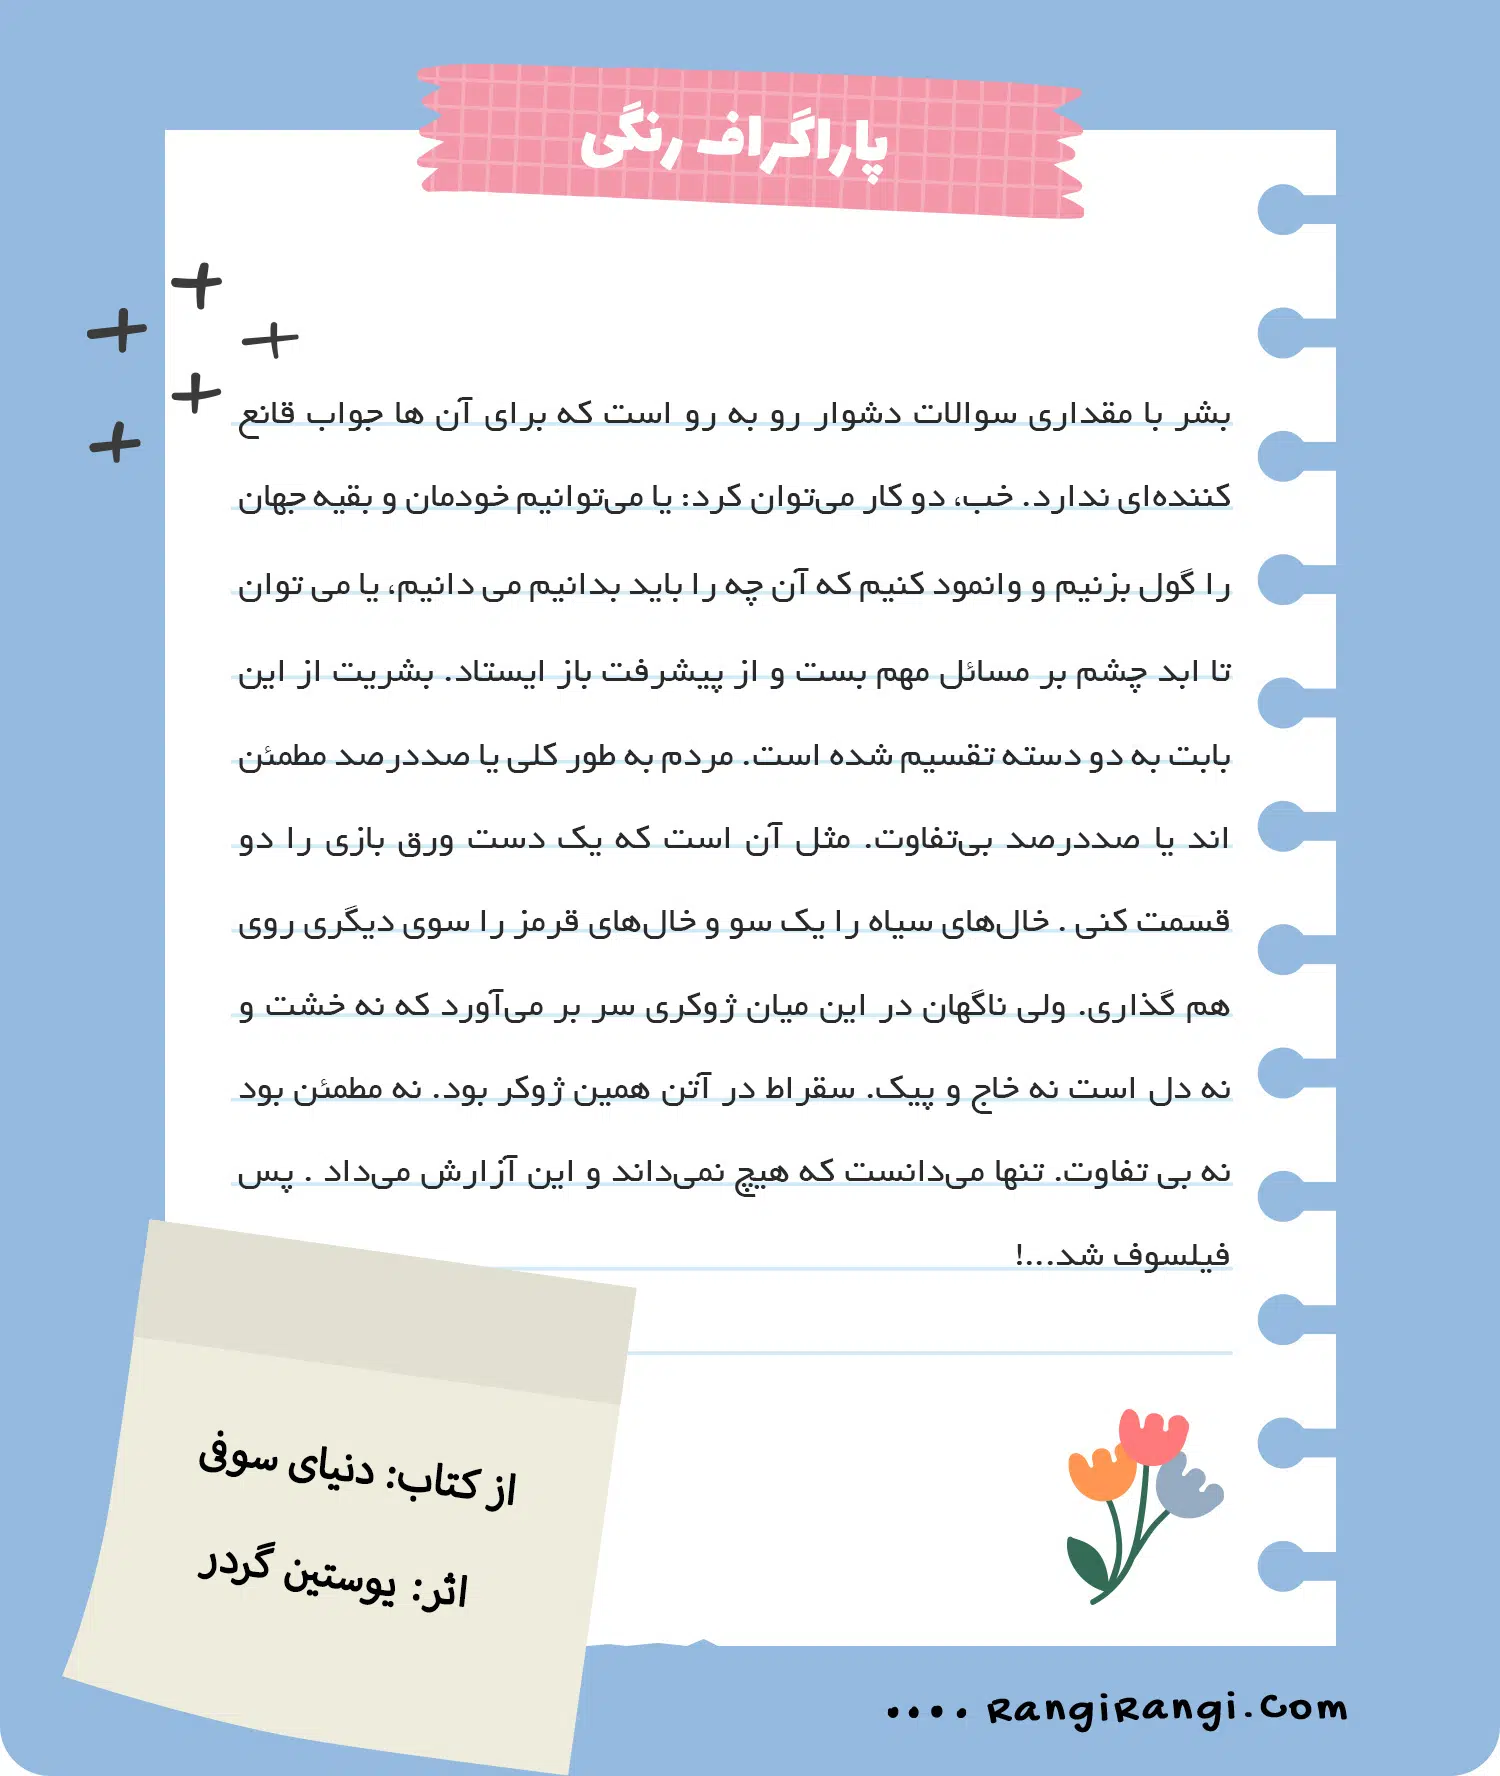 پاراگراف رنگی
بشر با مقداری سوالات دشوار رو به رو است که برای آن ها جواب قانع
کننده‌ای ندارد. خب، دو کار می‌توان کرد: یا می‌توانیم خودمان و بقیه جهان
را گول بزنیم و وانمود کنیم که آن چه را باید بدانیم می دانیم، یا می توان
تا ابد چشم بر مسائل مهم بست و از پیشرفت باز ایستاد. بشریت از این
بابت به دو دسته تقسیم شده است. مردم به طور کلی یا صددرصد مطمئن
اند یا صددرصد بی‌تفاوت. مثل آن است که یک دست ورق بازی را دو
قسمت کنی . خال‌های سیاه را یک سو و خال‌های قرمز را سوی دیگری روی
هم گذاری. ولی ناگهان در این میان ژوکری سر بر می‌آورد که نه خشت و
نه دل است نه خاج و پیک. سقراط در آتن همین ژوکر بود. نه مطمئن بود
نه بی تفاوت. تنها می‌دانست که هیچ نمی‌داند و این آزارش می‌داد . پس
فیلسوف شد...!
از کتاب: دنیای سوفی
اثر: یوستین گردر
.... RangiRangi.com